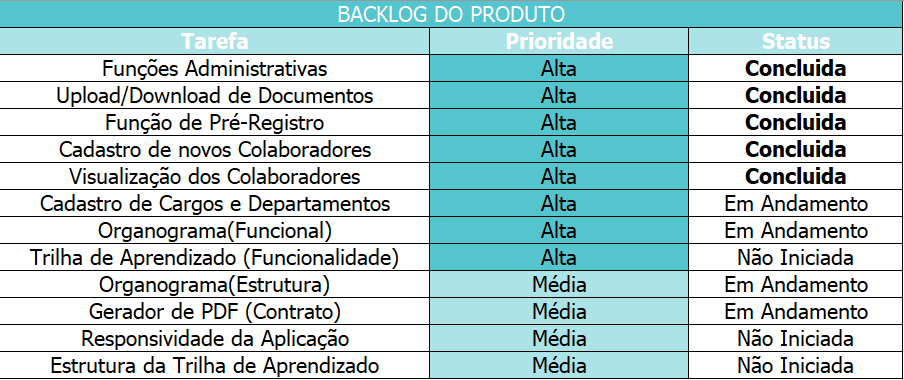 BACKLOG DO PRODUTO
Tarefa Prioridade Status
Funções Administrativas Alta Concluida
Upload/Download de Documentos Alta Concluida
Função de Pré-Registro Alta Concluida
Cadastro de novos Colaboradores Alta Concluida
Visualização dos Colaboradores Alta Concluida
Cadastro de Cargos e Departamentos Alta Em Andamento
Organograma(Funcional) Alta Em Andamento
Trilha de Aprendizado (Funcionalidade) Alta Não Iniciada
Organograma(Estrutura) Média Em Andamento
Gerador de PDF (Contrato) Média Em Andamento
Responsividade da Aplicação Média Não Iniciada
Estrutura da Trilha de Aprendizado Média Não Iniciada